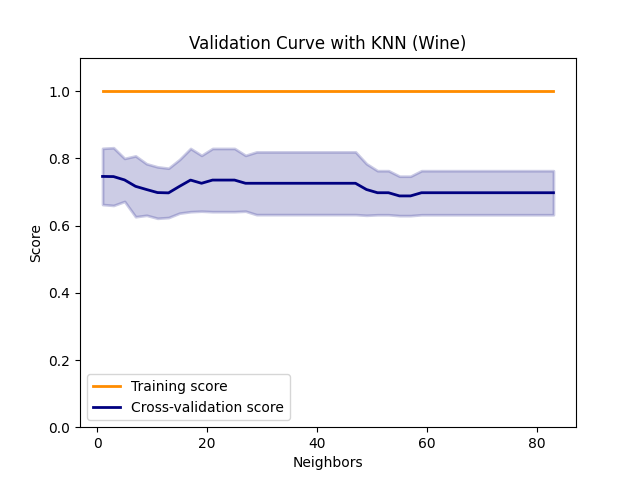 Validation Curve with KNN (Wine)
1.0
0.8
0.6
0.4
0.2
0.0
Score
Training score
Cross-validation score
0 20 40 60 80
Neighbors